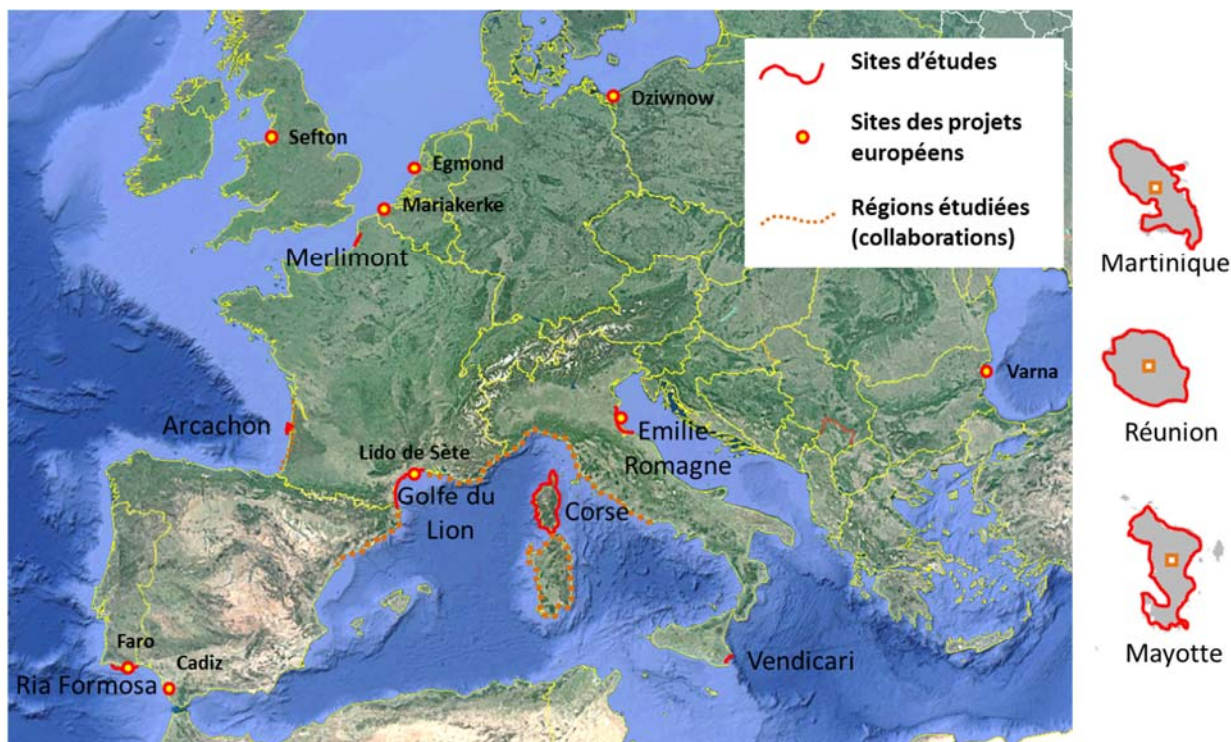 Sites d'études
Sites des projets
européens
Régions étudiées
(collaborations)
Dziwnow
Sefton
Egmond
Mariakerke
Merlimont
Martinique
Varna
Arcachon
Réunion
Emilie-
Romagne
Lido de Sète
Golfe du
Lion
Corse
Faro
Cadiz
Ria Formosa
Vendicari
Mayotte